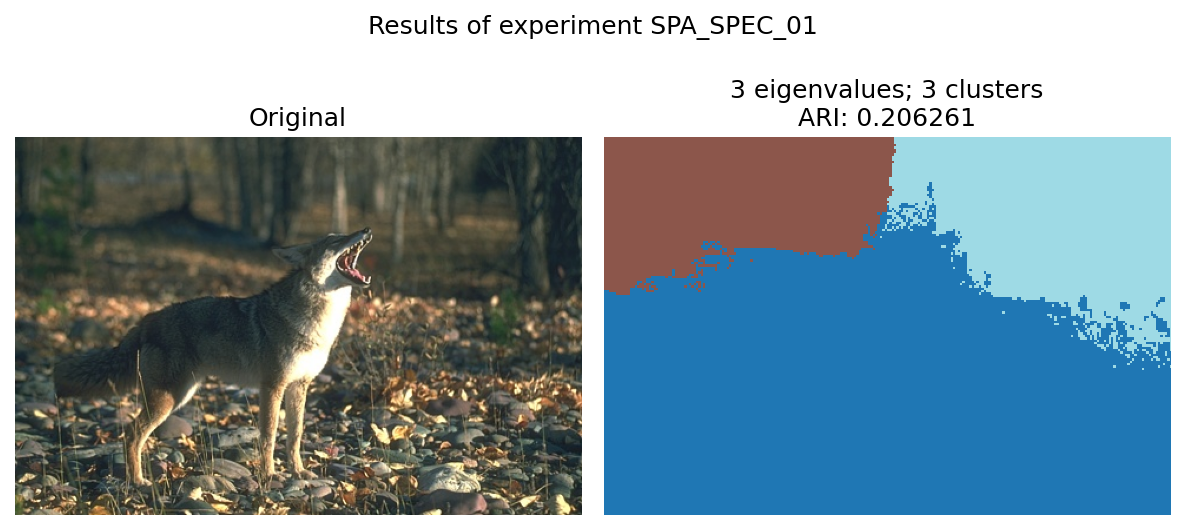 Results of experiment SPA_SPEC_01
Original
3 eigenvalues; 3 clusters
ARI: 0.206261